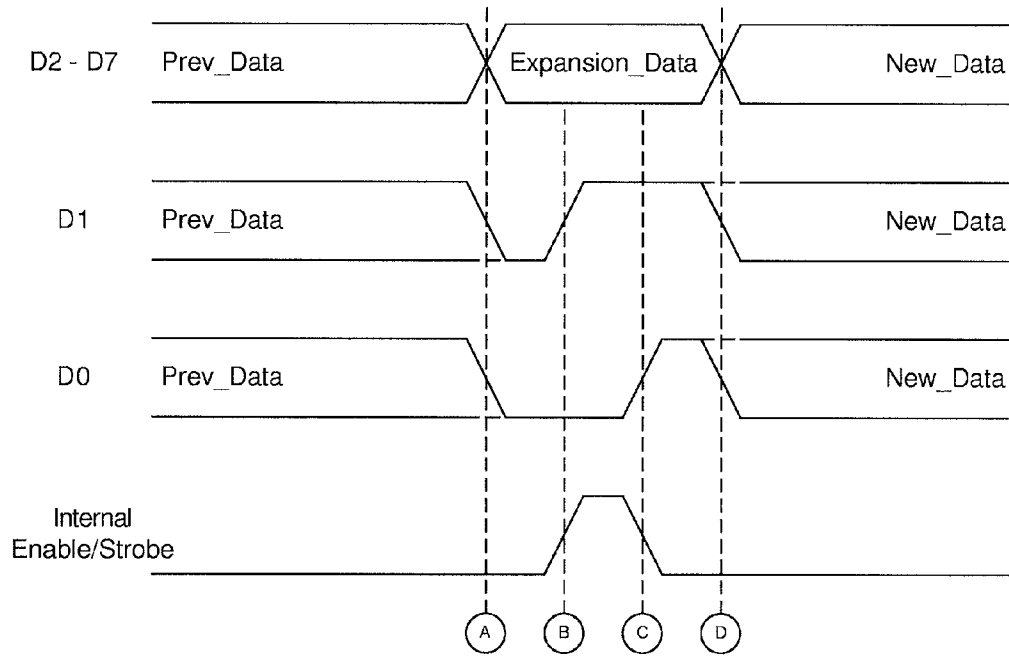 D2 - D7 Prev_Data Expansion_Data New_Data
D1 Prev_Data New_Data
D0 Prev_Data New_Data
Internal
Enable/Strobe
A B C D